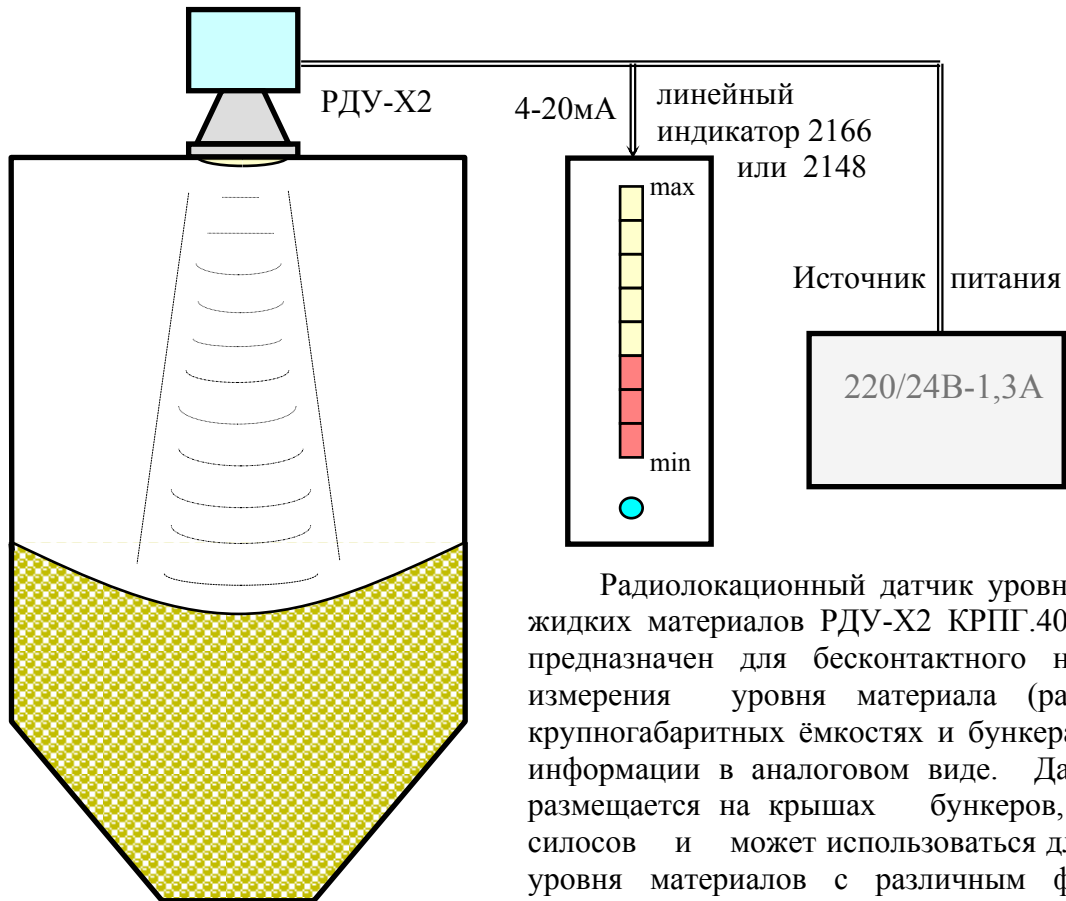 РДУ-Х2
4-20мА
линейный
индикатор 2166
или 2148
max
min
Источник питания
220/24В-1,3А
Радиолокационный датчик уровн
жидких материалов РДУ-Х2 КРПГ.40
предназначен для бесконтактного н
измерения уровня материала (ра
крупногабаритных ёмкостях и бункера
информации в аналоговом виде. Да
размещается на крышах бункеров,
силосов и может использоваться дл
уровня материалов с различным ф